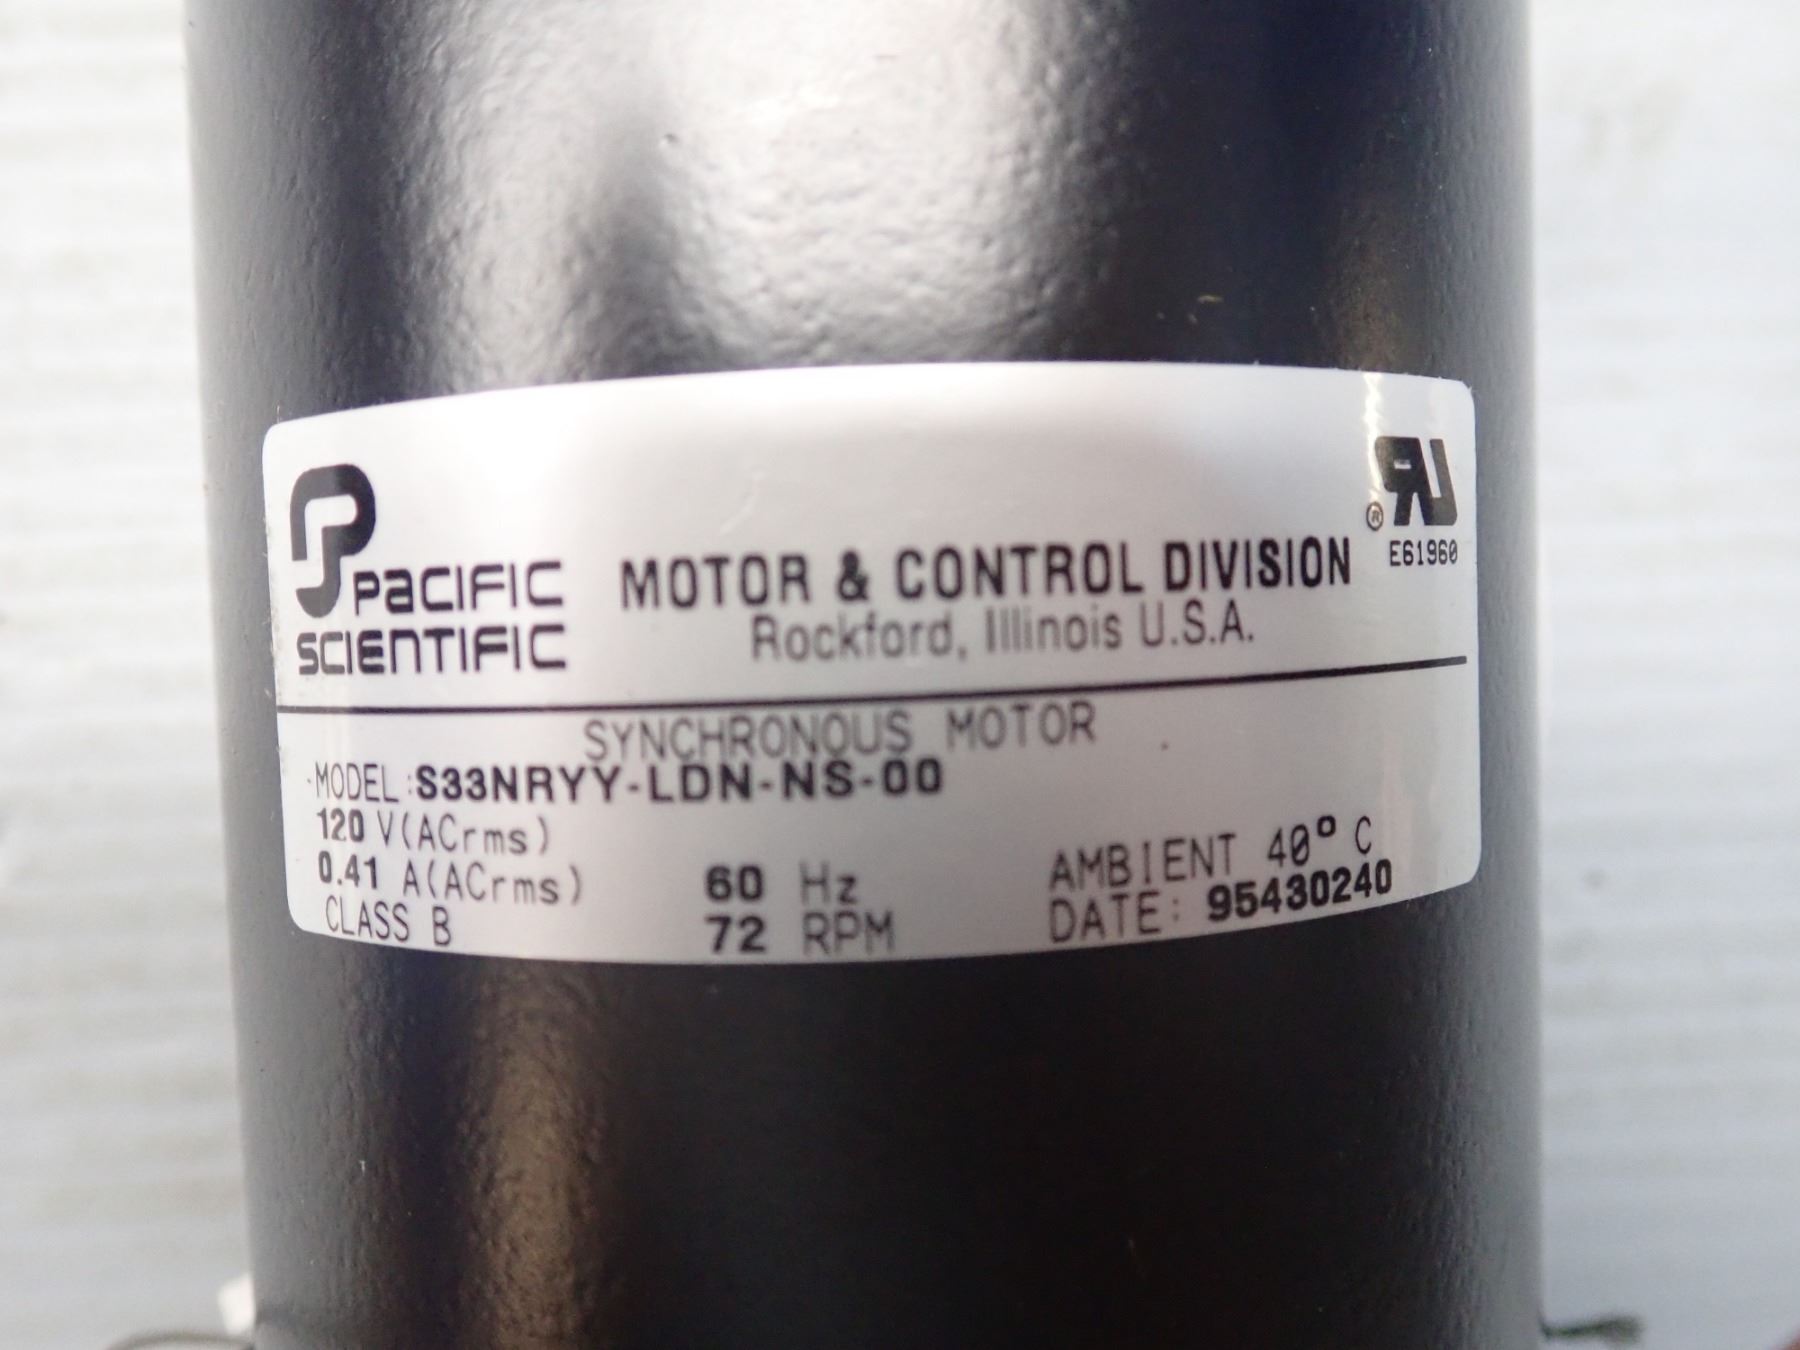 PACIFIC
SCIENTIFIC
MOTOR & CONTROL DIVISION
Rockford, Illinois U.S.A.
®
E61960
SYNCHRONOUS MOTOR
MODEL:S33NRYY-LDN-NS-00
120 V(ACrms)
0.41 A(ACrms) 60 Hz AMBIENT 40° C
CLASS B 72 RPM DATE: 95430240